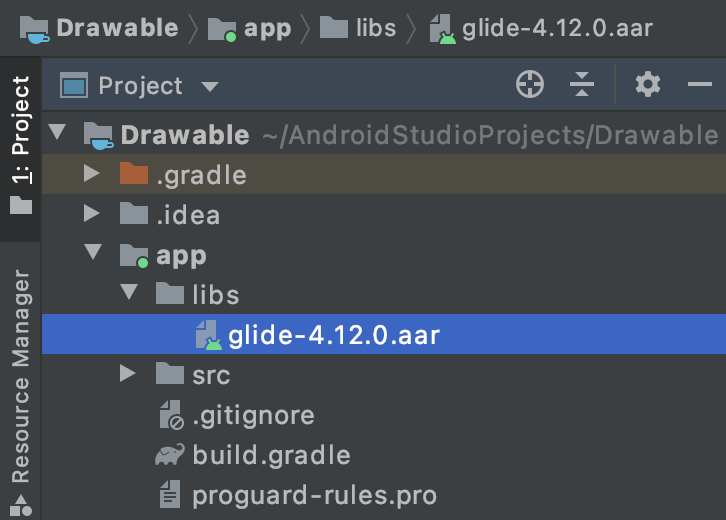 Drawable app libs glide-4.12.0.aar
Project
1: Project
Resource Manager
Drawable ~/AndroidStudioProjects/Drawable
.gradle
.idea
app
libs
glide-4.12.0.aar
src
.gitignore
build.gradle
proguard-rules.pro